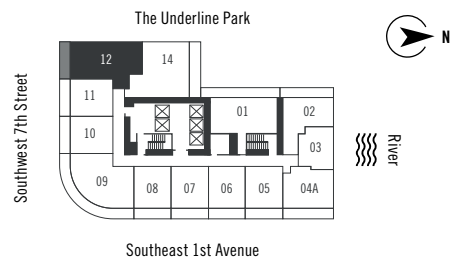 The Underline Park
N
12
14
11
01
02
10
03
09
08
07
06
05
04A
Southwest 7th Street
River
Southeast 1st Avenue